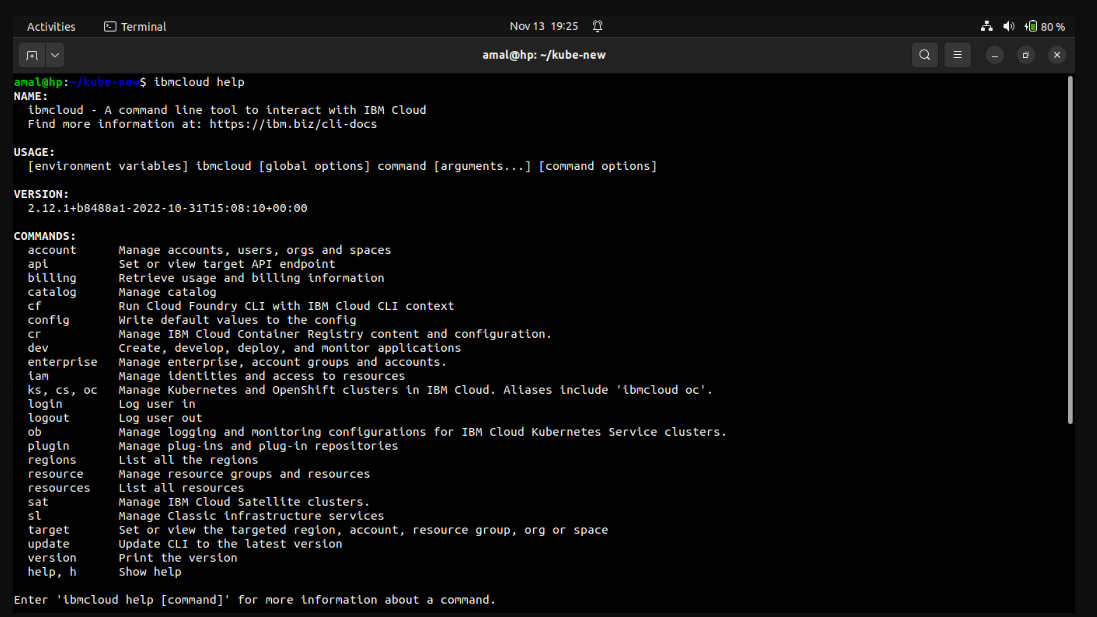 Activities Terminal Nov 13 19:25 80 %
amal@hp: ~/kube-new
amal@hp:~/kube-new$ ibmcloud help
NAME:
  ibmcloud - A command line tool to interact with IBM Cloud
  Find more information at: https://ibm.biz/cli-docs

USAGE:
  [environment variables] ibmcloud [global options] command [arguments...] [command options]

VERSION:
  2.12.1+b8488a1-2022-10-31T15:08:10+00:00

COMMANDS:
  account      Manage accounts, users, orgs and spaces
  api          Set or view target API endpoint
  billing      Retrieve usage and billing information
  catalog      Manage catalog
  cf           Run Cloud Foundry CLI with IBM Cloud CLI context
  config       Write default values to the config
  cr           Manage IBM Cloud Container Registry content and configuration.
  dev          Create, develop, deploy, and monitor applications
  enterprise   Manage enterprise, account groups and accounts.
  iam          Manage identities and access to resources
  ks, cs, oc   Manage Kubernetes and OpenShift clusters in IBM Cloud. Aliases include 'ibmcloud oc'.
  login        Log user in
  logout       Log user out
  ob           Manage logging and monitoring configurations for IBM Cloud Kubernetes Service clusters.
  plugin       Manage plug-ins and plug-in repositories
  regions      List all the regions
  resource     Manage resource groups and resources
  resources    List all resources
  sat          Manage IBM Cloud Satellite clusters.
  sl           Manage Classic infrastructure services
  target       Set or view the targeted region, account, resource group, org or space
  update       Update CLI to the latest version
  version      Print the version
  help, h      Show help

Enter 'ibmcloud help [command]' for more information about a command.